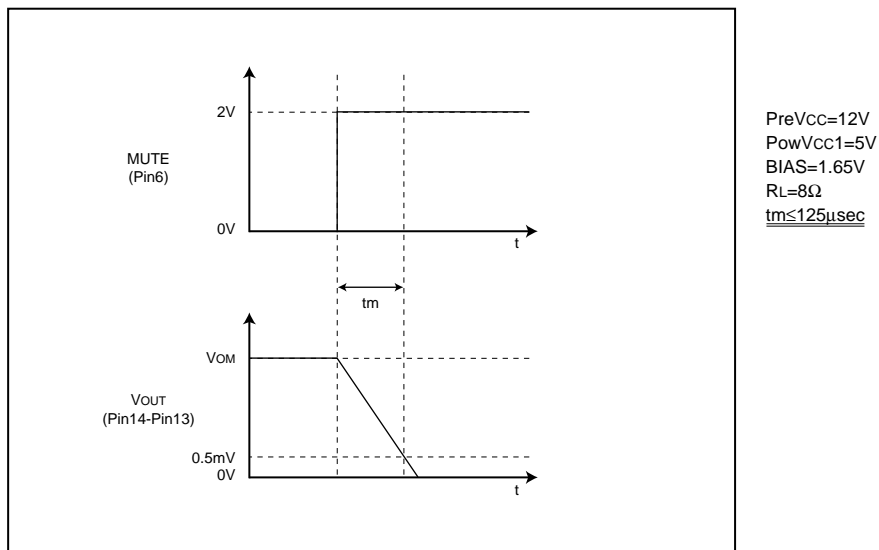 2V
MUTE
(Pin6)
0V
t
tm
VOM
VOUT
(Pin14-Pin13)
0.5mV
0V
t
PreVCC=12V
PowVCC1=5V
BIAS=1.65V
RL=8Ω
tm≤125μsec